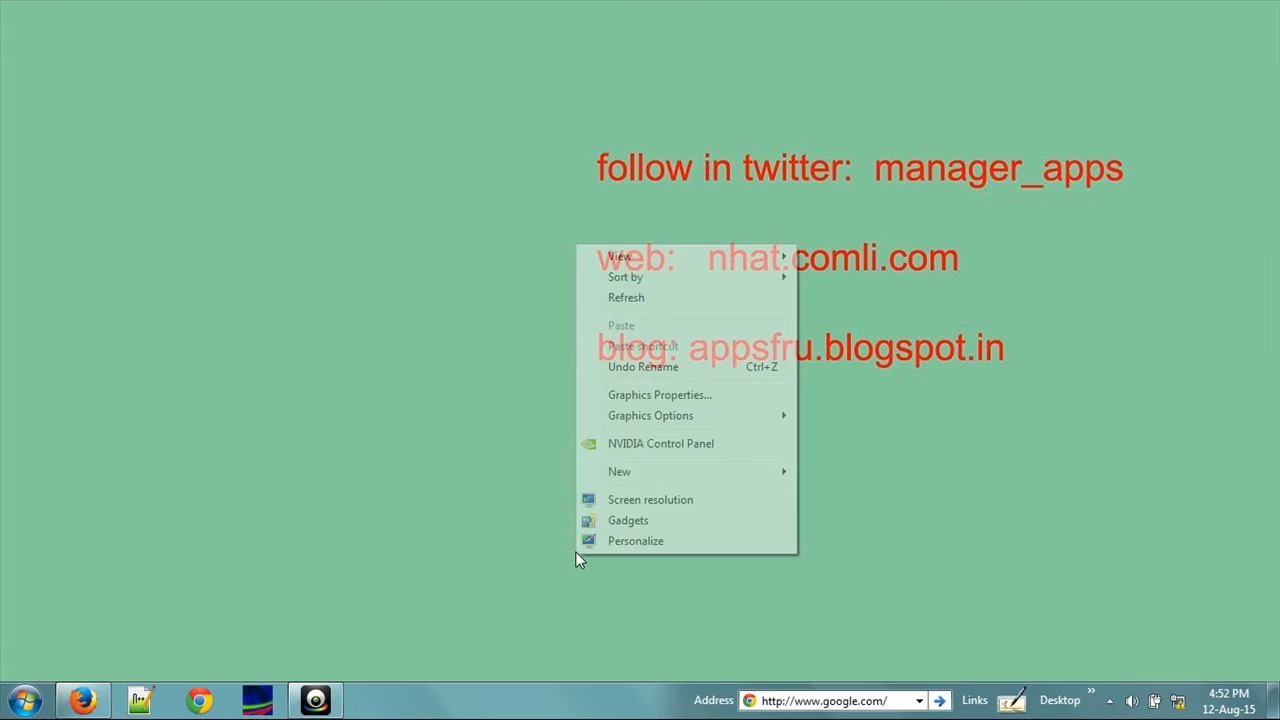 follow in twitter: manager_apps
web: nhat.comli.com
blog: appsfru.blogspot.in
View
Sort by
Refresh
Paste
Paste shortcut
Undo Rename Ctrl+Z
Graphics Properties...
Graphics Options
NVIDIA Control Panel
New
Screen resolution
Gadgets
Personalize
Address http://www.google.com/ Links Desktop » 4:52 PM
12-Aug-15